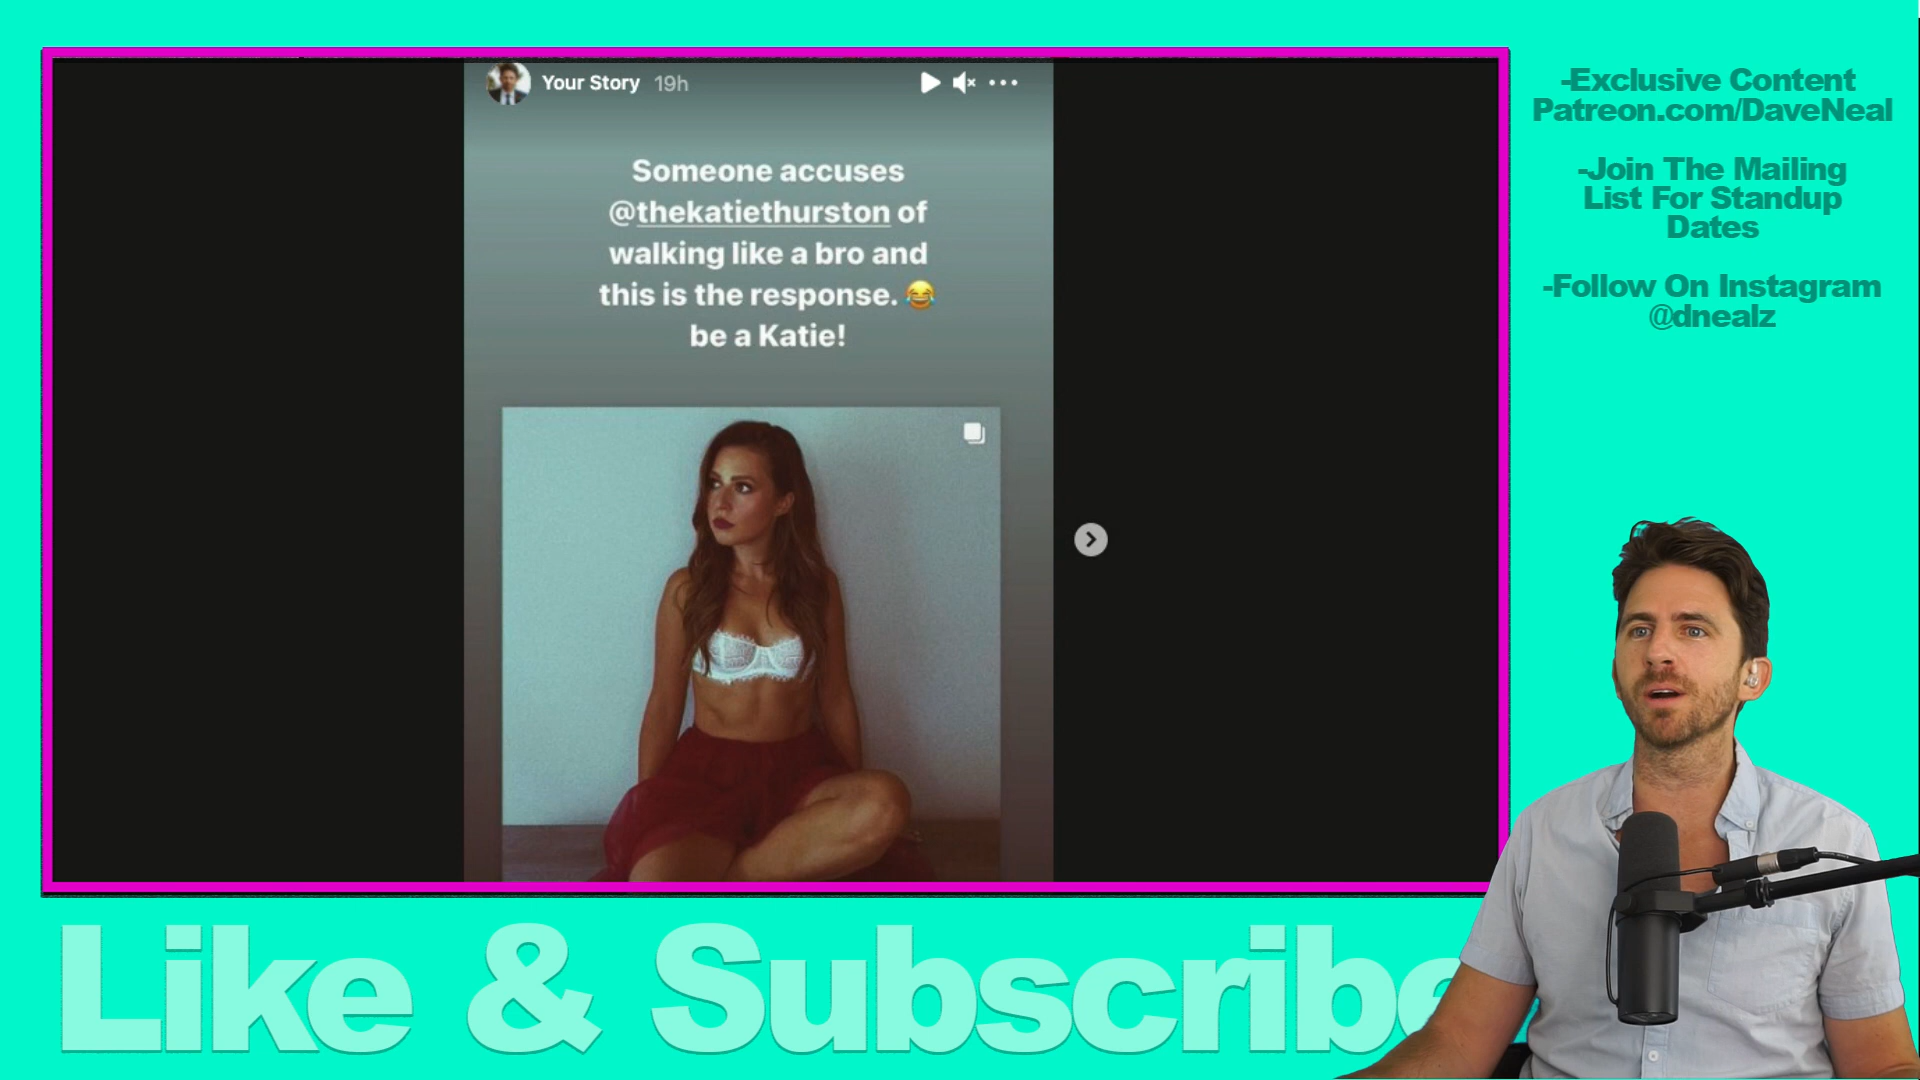 Your Story 19h
Someone accuses
@thekatiethurston of
walking like a bro and
this is the response. 😂
be a Katie!
-Exclusive Content
Patreon.com/DaveNeal
-Join The Mailing
List For Standup
Dates
-Follow On Instagram
@dnealz
Like & Subscribe